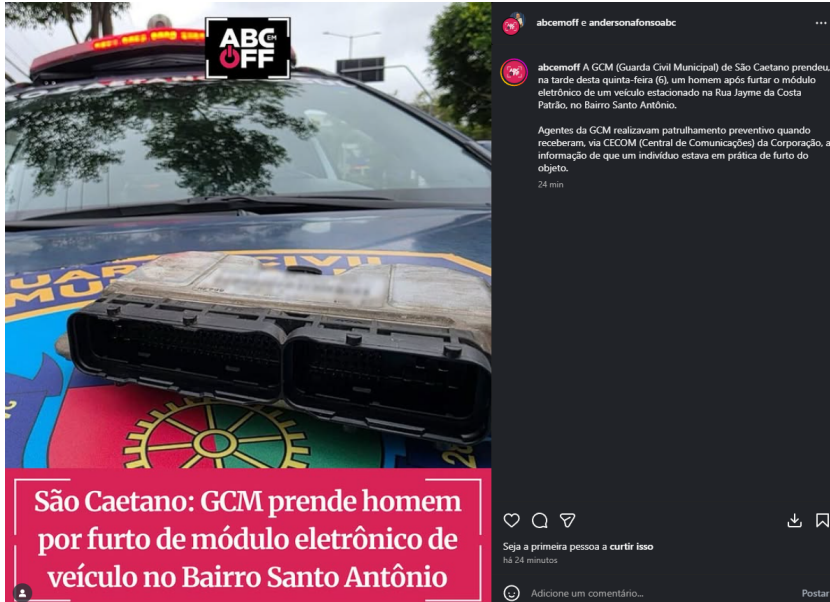 ABC EM
OFF
UAR CIVIL
MU
São Caetano: GCM prende homem
por furto de módulo eletrônico de
veículo no Bairro Santo Antônio
abcemoff e andersonafonsoabc
abcemoff A GCM (Guarda Civil Municipal) de São Caetano prendeu,
na tarde desta quinta-feira (6), um homem após furtar o módulo
eletrônico de um veículo estacionado na Rua Jayme da Costa
Patrão, no Bairro Santo Antônio.
Agentes da GCM realizavam patrulhamento preventivo quando
receberam, via CECOM (Central de Comunicações) da Corporação, a
informação de que um indivíduo estava em prática de furto do
objeto.
24 min
Seja a primeira pessoa a curtir isso
há 24 minutos
Adicione um comentário...
Postar